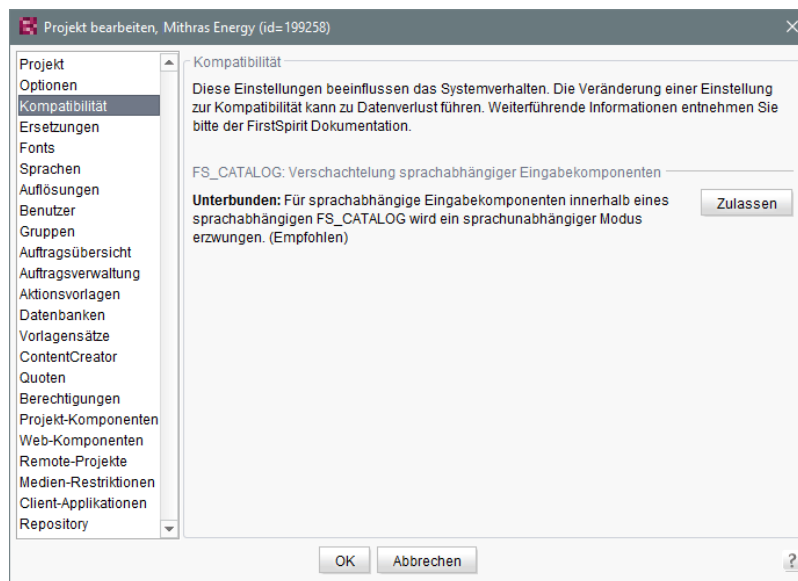 Projekt bearbeiten, Mithras Energy (id=199258)
Projekt
Optionen
Kompatibilität
Ersetzungen
Fonts
Sprachen
Auflösungen
Benutzer
Gruppen
Auftragsübersicht
Auftragsverwaltung
Aktionsvorlagen
Datenbanken
Vorlagensätze
ContentCreator
Quoten
Berechtigungen
Projekt-Komponenten
Web-Komponenten
Remote-Projekte
Medien-Restriktionen
Client-Applikationen
Repository
Kompatibilität
Diese Einstellungen beeinflussen das Systemverhalten. Die Veränderung einer Einstellung
zur Kompatibilität kann zu Datenverlust führen. Weiterführende Informationen entnehmen Sie
bitte der FirstSpirit Dokumentation.
FS_CATALOG: Verschachtelung sprachabhängiger Eingabekomponenten
Unterbunden: Für sprachabhängige Eingabekomponenten innerhalb eines
sprachabhängigen FS_CATALOG wird ein sprachunabhängiger Modus
erzwungen. (Empfohlen)
Zulassen
OK
Abbrechen
?